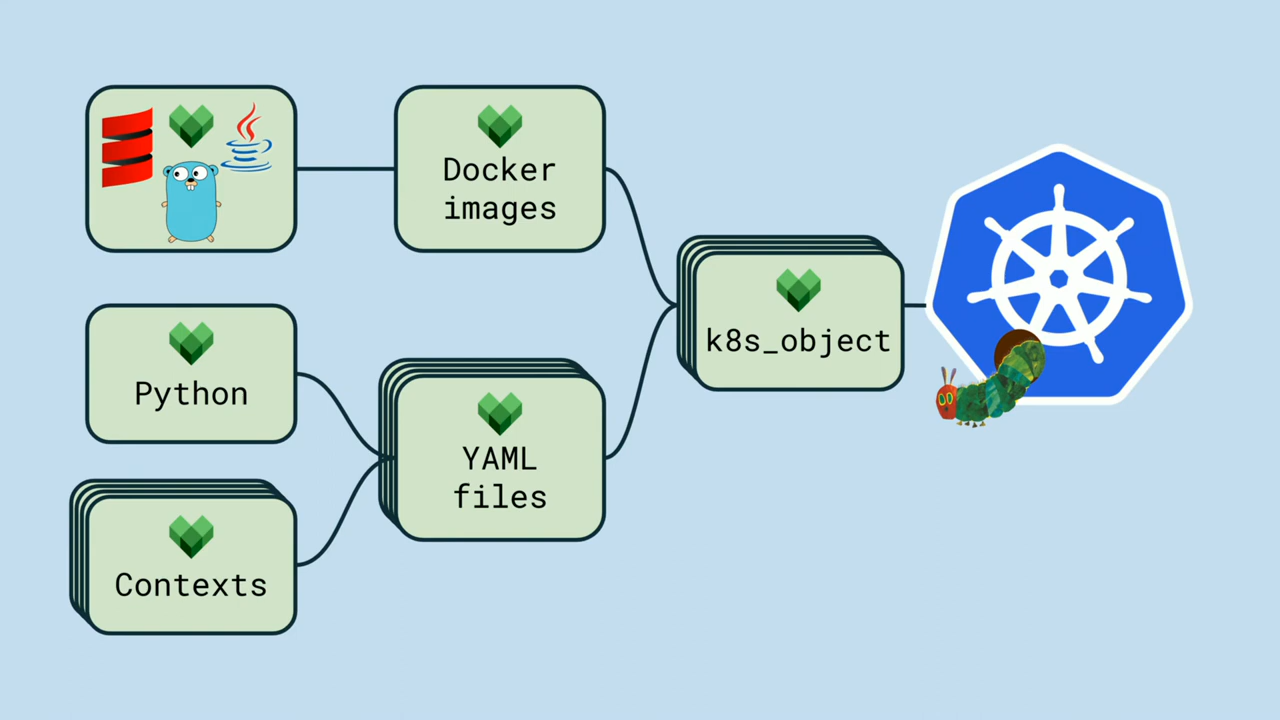 Docker
images
Python
YAML
files
Contexts
k8s_object